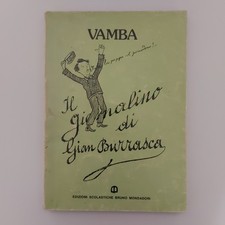 VAMBA
Il giornalino
di
Gian Burrasca
EDIZIONI SCOLASTICHE BRUNO MONDADORI